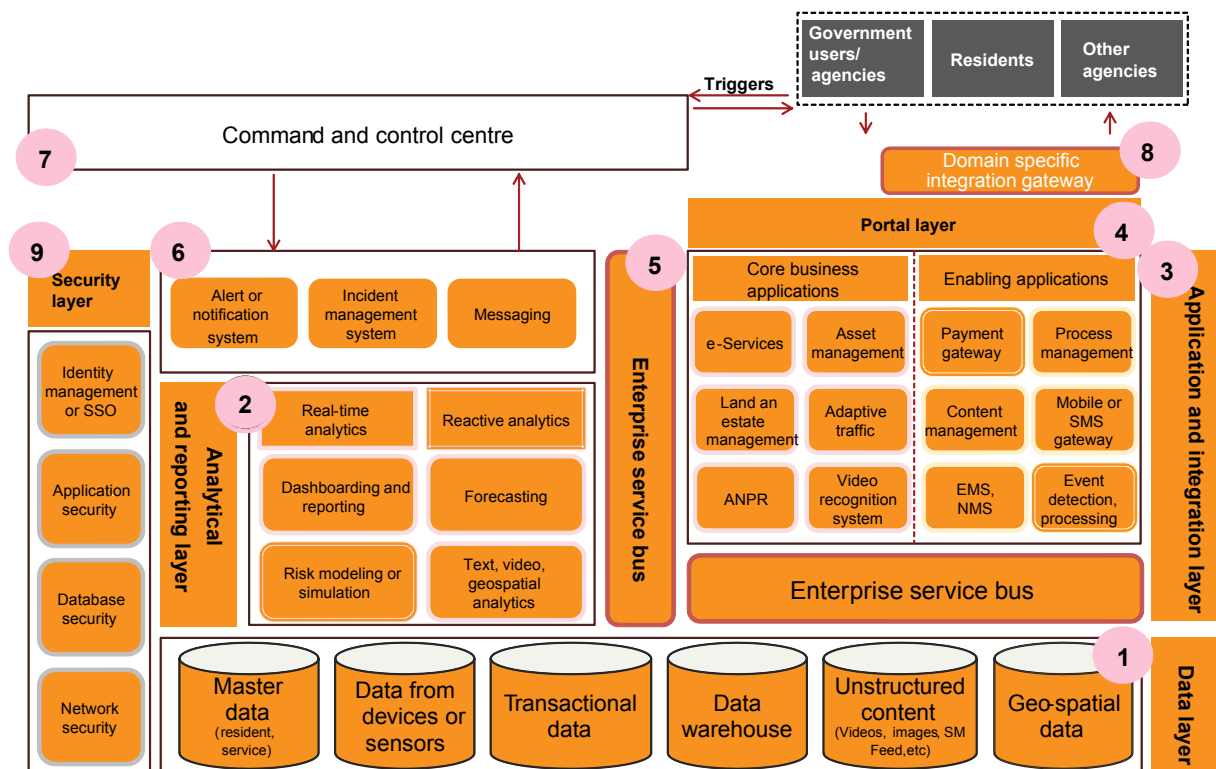 Government
users/
agencies
Residents
Other
agencies
Triggers
Command and control centre
7
8
Domain specific
integration gateway
Portal layer
4
9
Security
layer
6
Alert or
notification
system
Incident
management
system
Messaging
5
Enterprise service bus
Core business
applications
Enabling applications
3
Application and integration layer
e-Services
Asset
management
Payment
gateway
Process
management
Land an
estate
management
Adaptive
traffic
Content
management
Mobile or
SMS
gateway
ANPR
Video
recognition
system
EMS,
NMS
Event
detection,
processing
Enterprise service bus
Identity
management
or SSO
Application
security
Database
security
Network
security
Analytical
and reporting layer
2
Real-time
analytics
Reactive analytics
Dashboarding and
reporting
Forecasting
Risk modeling or
simulation
Text, video,
geospatial
analytics
1
Data layer
Master
data
(resident,
service)
Data from
devices or
sensors
Transactional
data
Data
warehouse
Unstructured
content
(Videos, images, SM
Feed,etc)
Geo-spatial
data